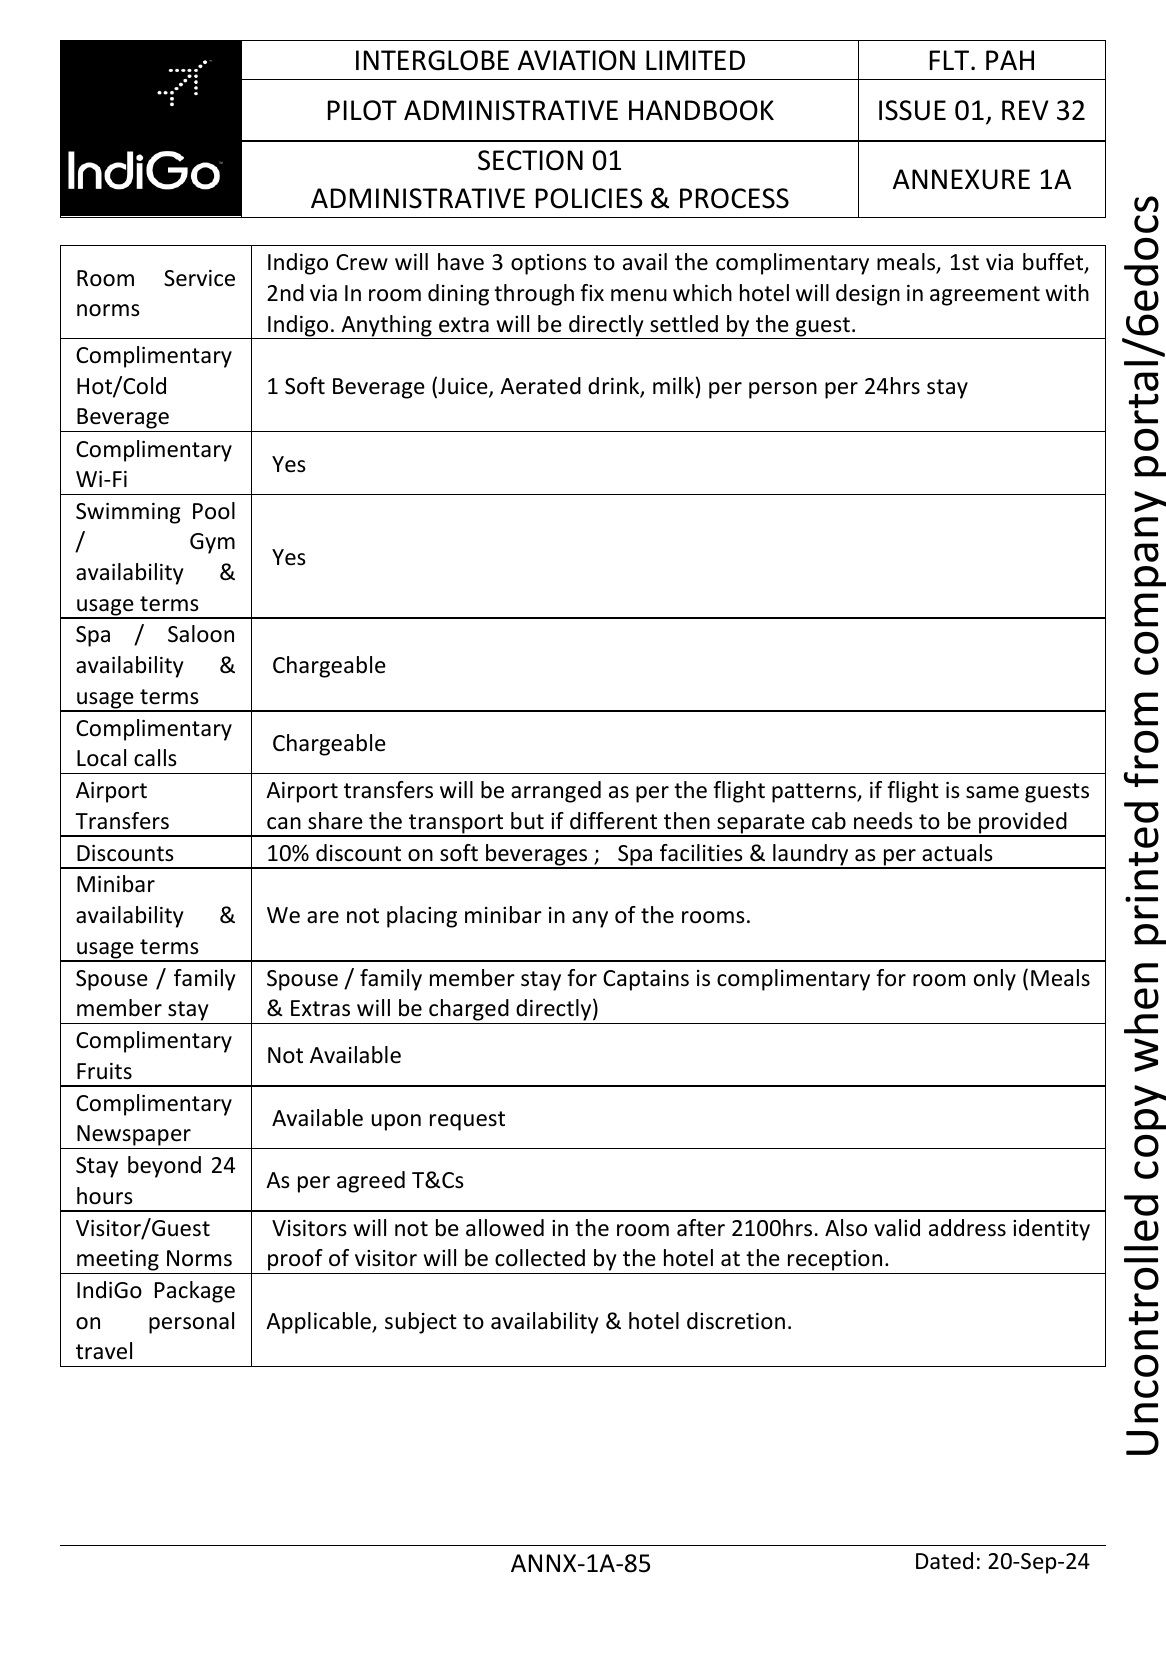 IndiGo
INTERGLOBE AVIATION LIMITED
FLT. PAH
PILOT ADMINISTRATIVE HANDBOOK
ISSUE 01, REV 32
SECTION 01
ADMINISTRATIVE POLICIES & PROCESS
ANNEXURE 1A
Room Service
norms
Indigo Crew will have 3 options to avail the complimentary meals, 1st via buffet,
2nd via In room dining through fix menu which hotel will design in agreement with
Indigo. Anything extra will be directly settled by the guest.
Complimentary
Hot/Cold
Beverage
1 Soft Beverage (Juice, Aerated drink, milk) per person per 24hrs stay
Complimentary
Wi-Fi
Yes
Swimming Pool
/ Gym
availability &
usage terms
Yes
Spa / Saloon
availability &
usage terms
Chargeable
Complimentary
Local calls
Chargeable
Airport
Transfers
Airport transfers will be arranged as per the flight patterns, if flight is same guests
can share the transport but if different then separate cab needs to be provided
Discounts
10% discount on soft beverages ; Spa facilities & laundry as per actuals
Minibar
availability &
usage terms
We are not placing minibar in any of the rooms.
Spouse / family
member stay
Spouse / family member stay for Captains is complimentary for room only (Meals
& Extras will be charged directly)
Complimentary
Fruits
Not Available
Complimentary
Newspaper
Available upon request
Stay beyond 24
hours
As per agreed T&Cs
Visitor/Guest
meeting Norms
Visitors will not be allowed in the room after 2100hrs. Also valid address identity
proof of visitor will be collected by the hotel at the reception.
IndiGo Package
on personal
travel
Applicable, subject to availability & hotel discretion.
ANNX-1A-85
Dated: 20-Sep-24
Uncontrolled copy when printed from company portal/6edocs